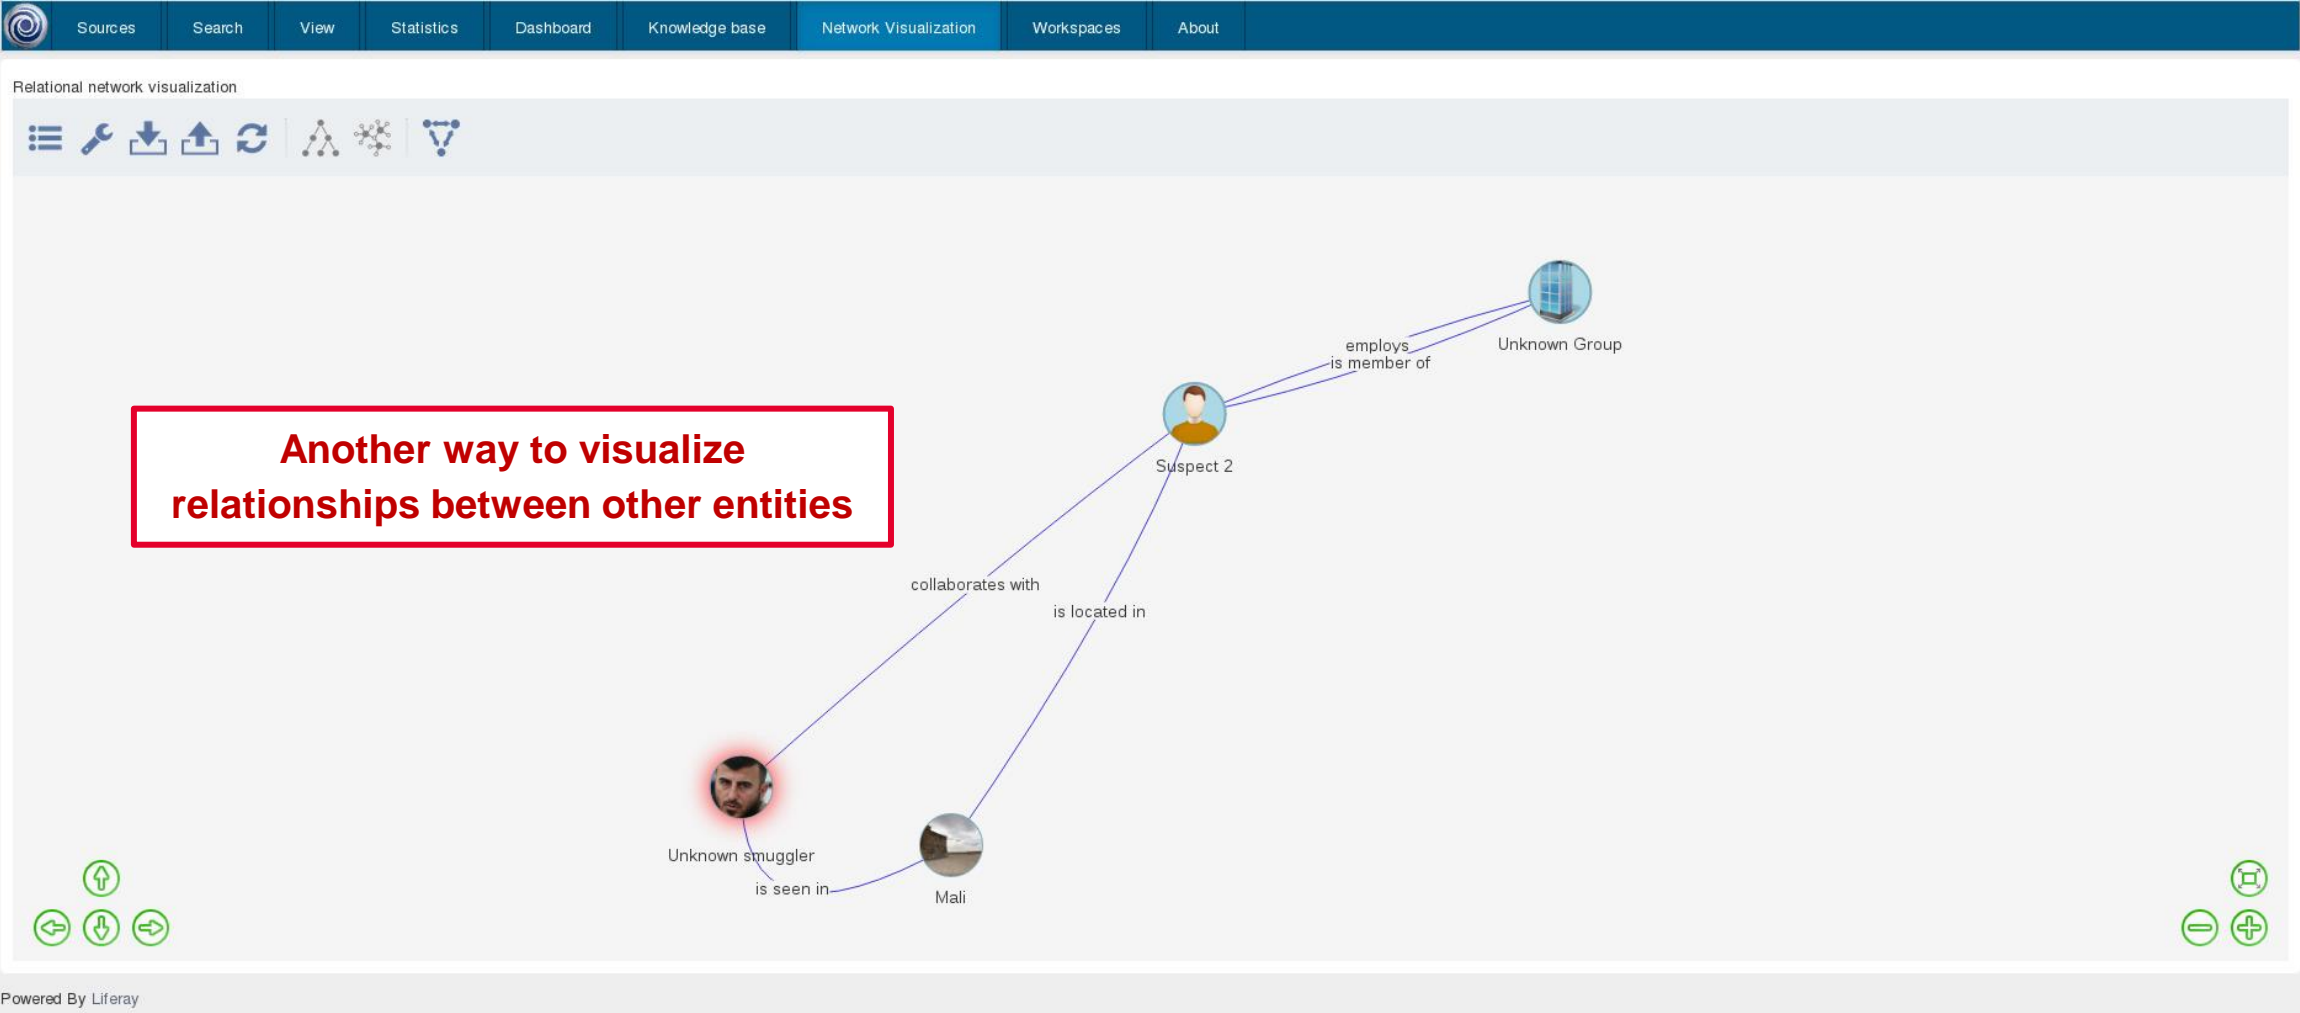 Sources Search View Statistics Dashboard Knowledge base Network Visualization Workspaces About
Relational network visualization
Unknown Group
employs
is member of
Suspect 2
Another way to visualize
relationships between other entities
collaborates with
is located in
Unknown smuggler
is seen in
Mali
Powered By Liferay